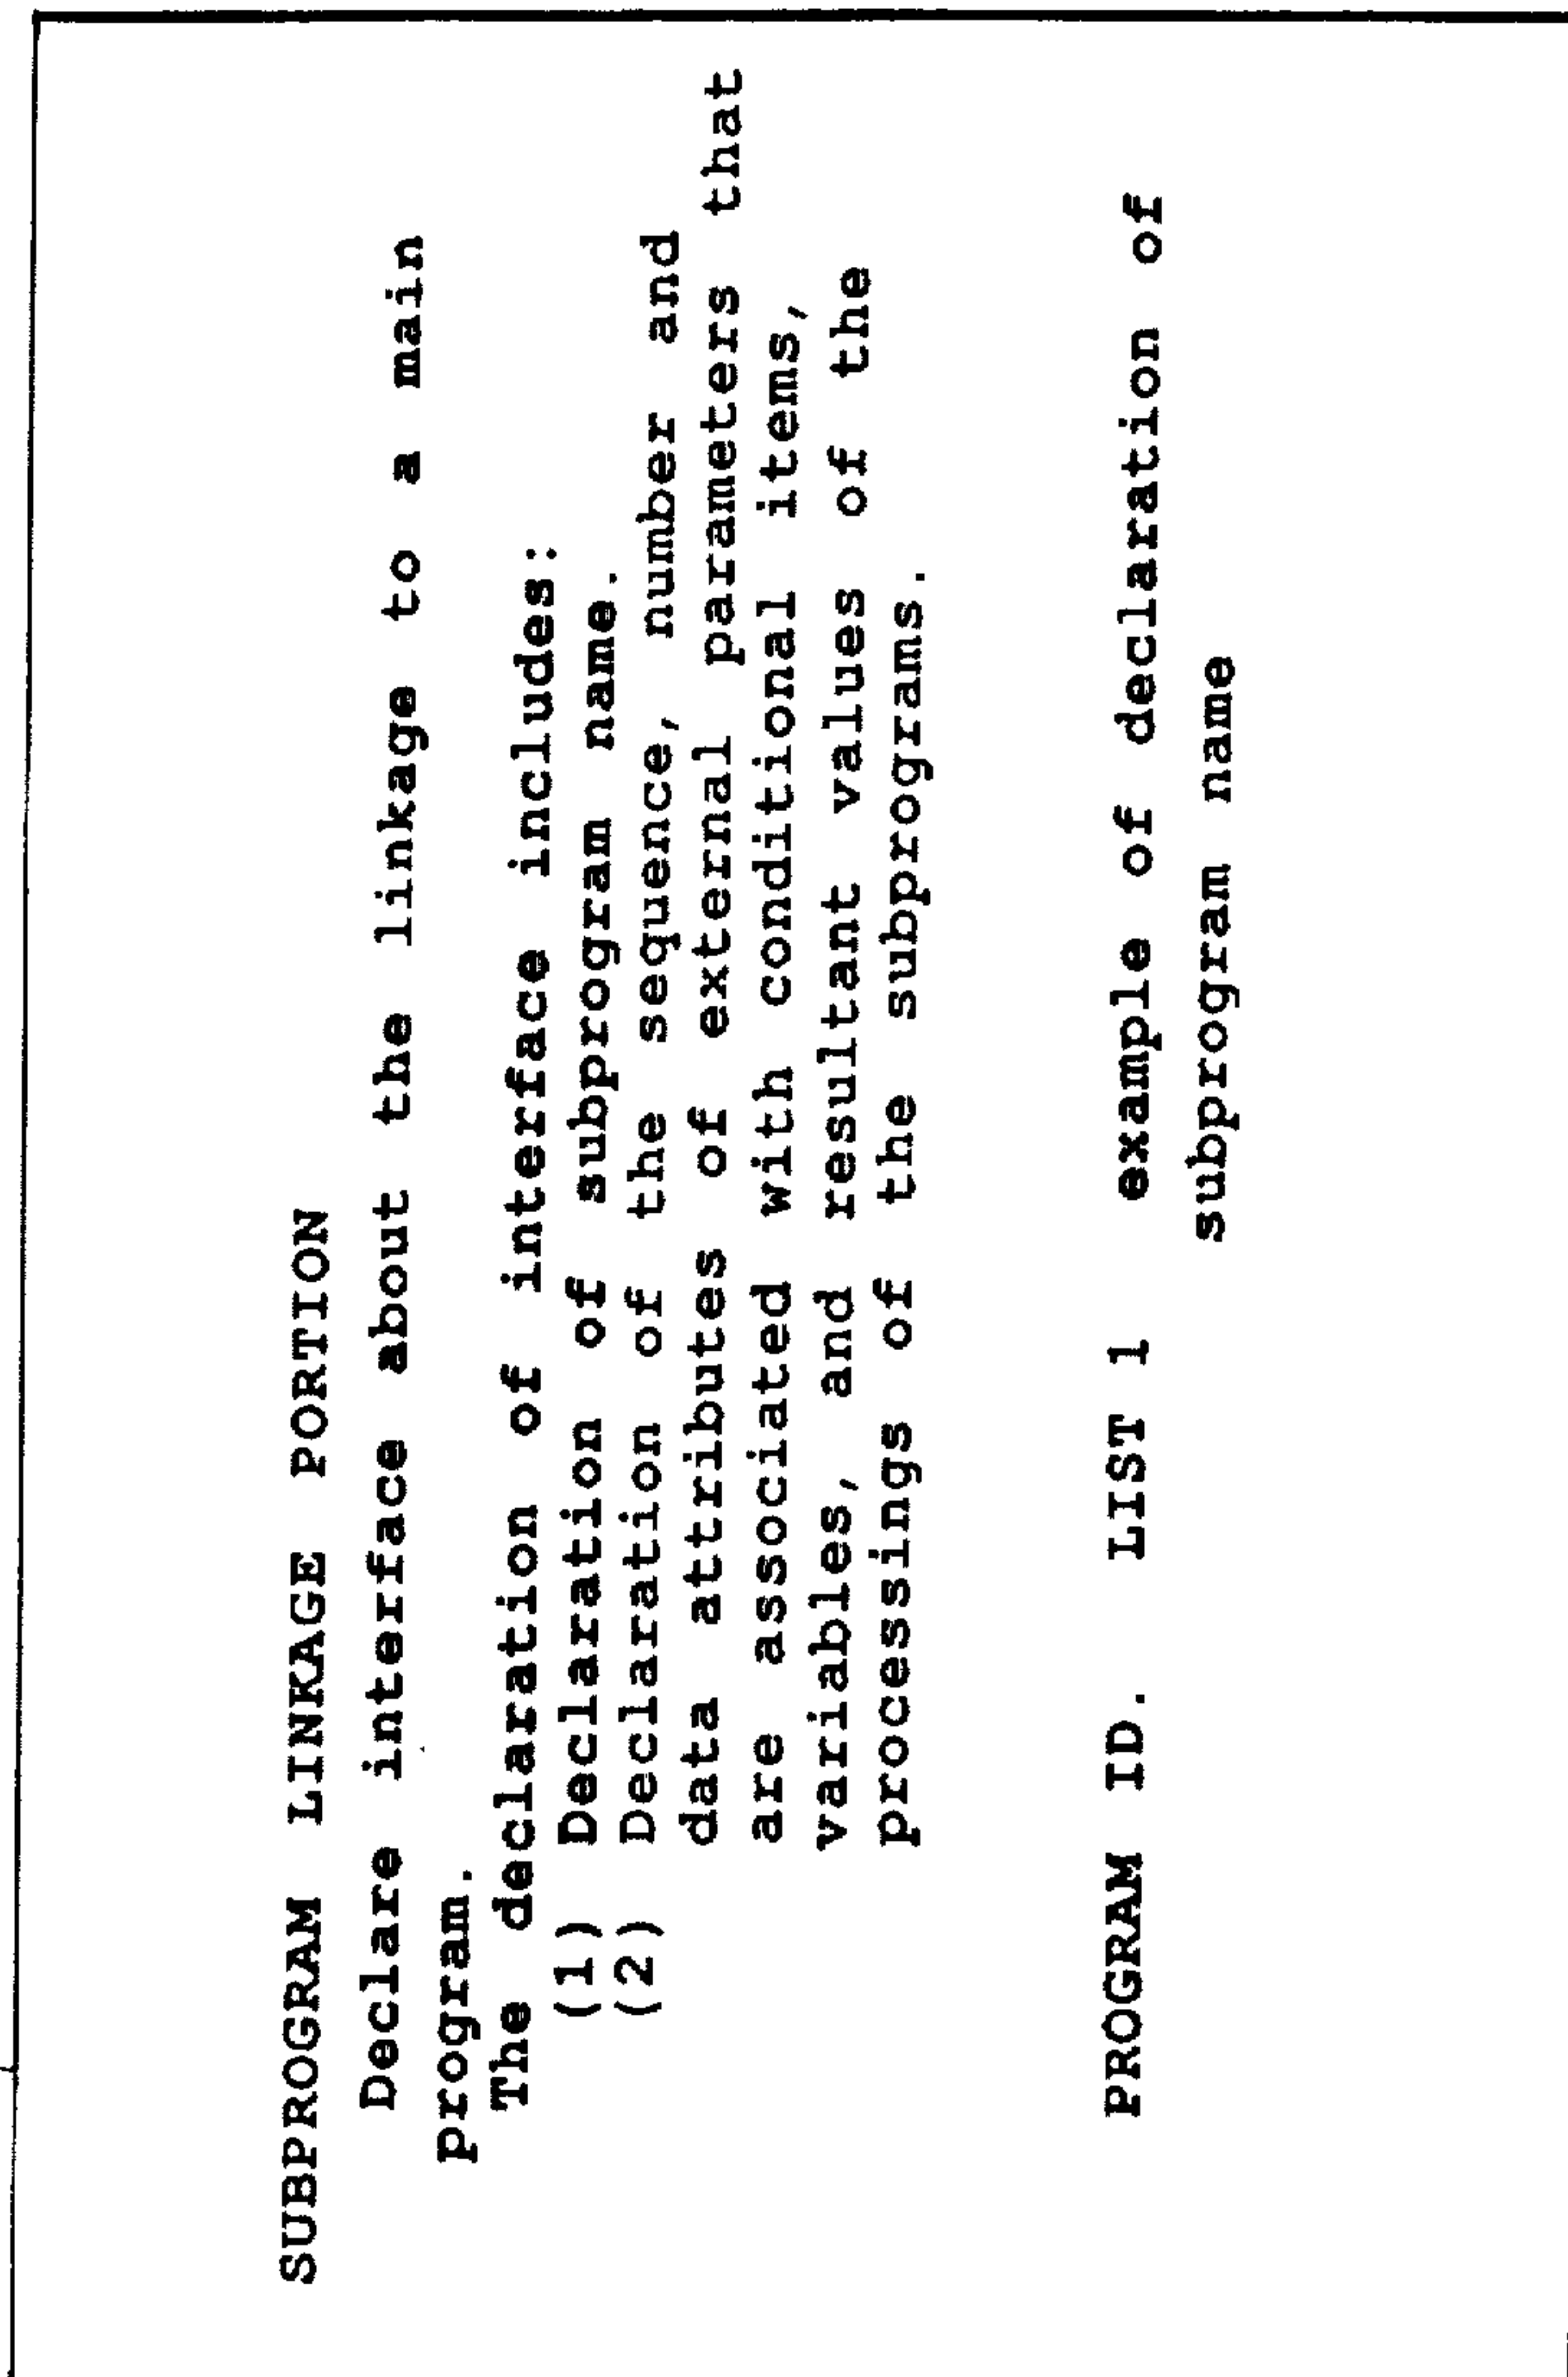 SUBPROGRAM LINKAGE PORTION
Declare interface about the linkage to a main
program.
The declaration of interface includes:
(1) Declaration of subprogram name.
(2) Declaration of the sequence, number and
data attributes of external parameters that
are associated with conditional items,
variables, and resultant values of the
processings of the subprograms.
PROGRAM ID. LIST 1 example of declaration of
subprogram name